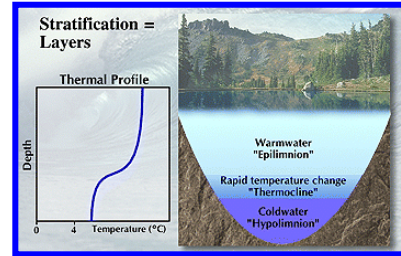 Stratification =
Layers
Thermal Profile
Depth
0
4
Temperature (°C)
Warmwater
"Epilimnion"
Rapid temperature change
"Thermocline"
Coldwater
"Hypolimnion"